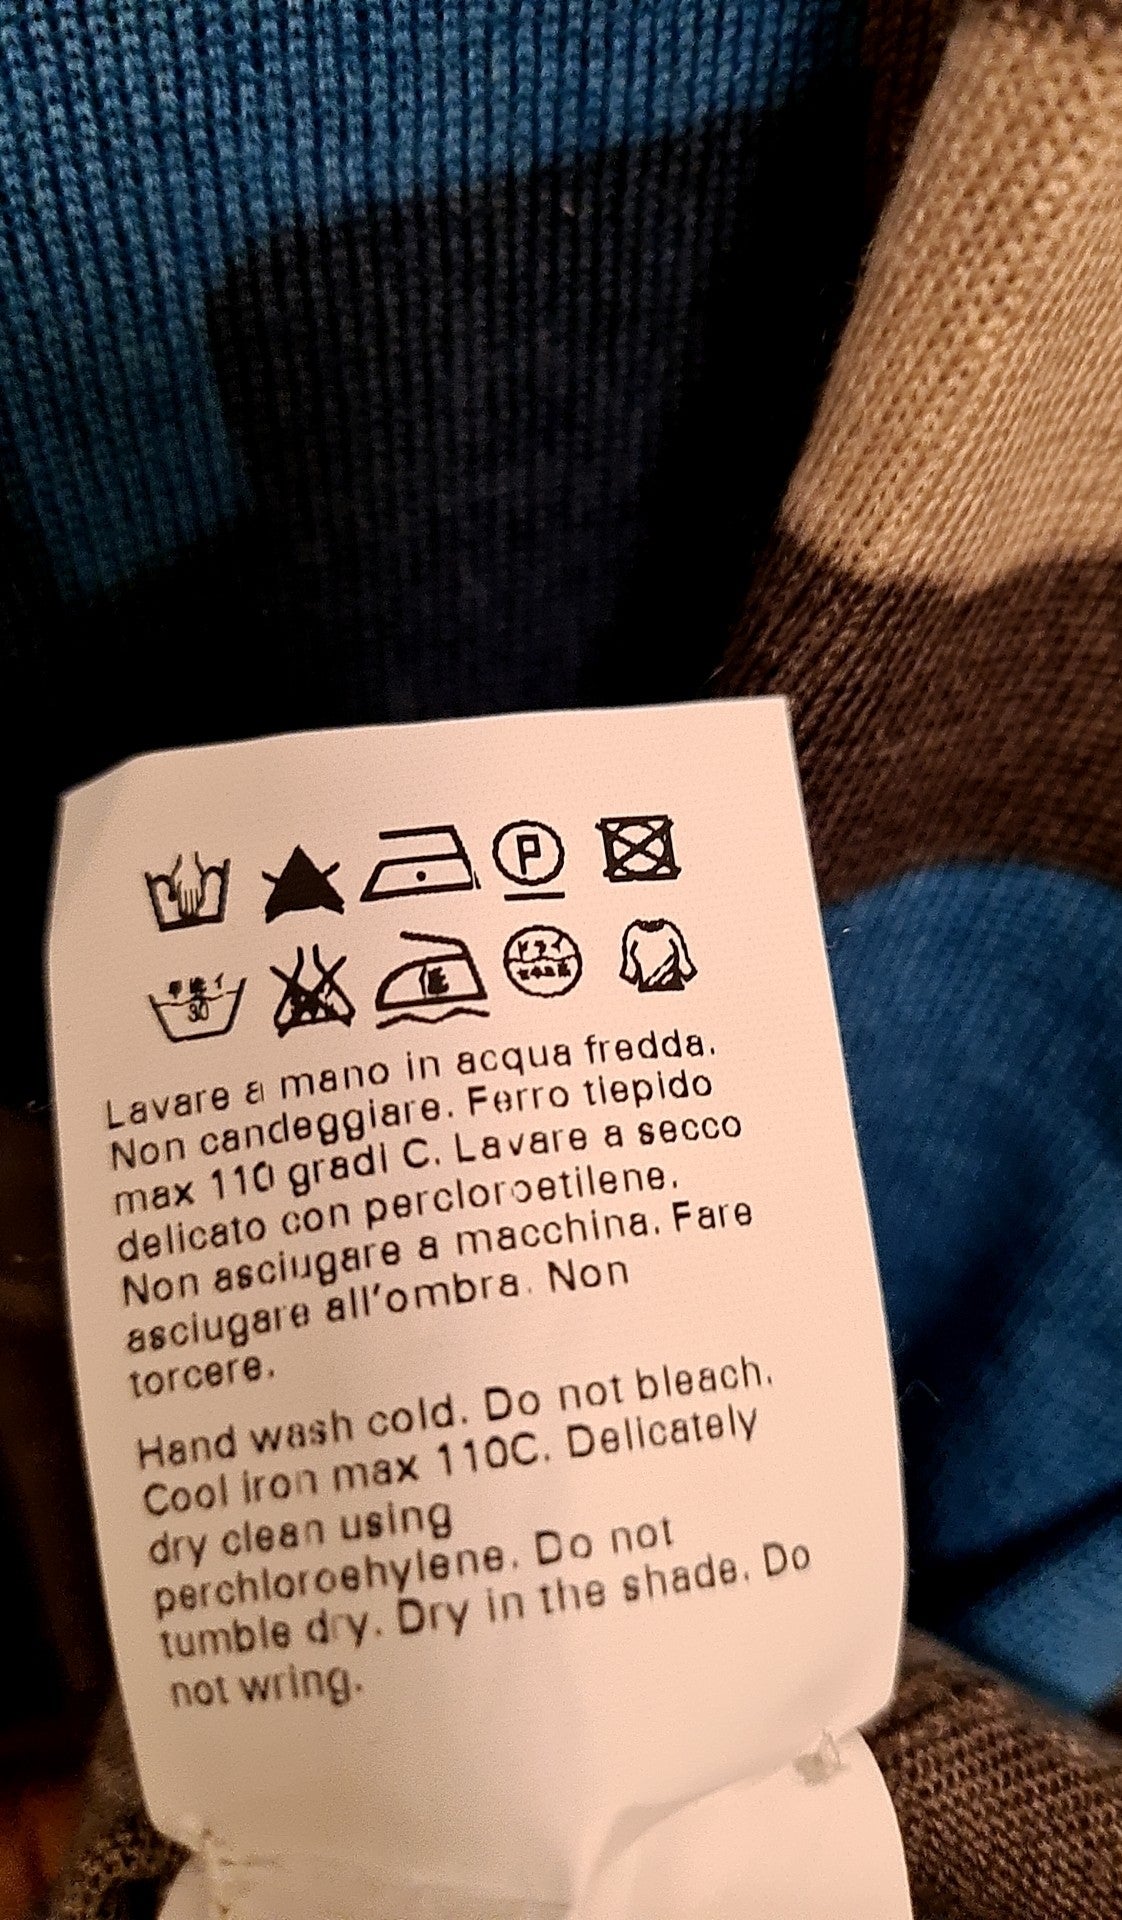 P
30
Lavare a mano in acqua fredda.
Non candeggiare. Ferro tiepido
max 110 gradi C. Lavare a secco
delicato con percloroetilene.
Non asciugare a macchina. Fare
asciugare all'ombra. Non
torcere.
Hand wash cold. Do not bleach.
Cool iron max 110C. Delicately
dry clean using
perchloroehylene. Do not
tumble dry. Dry in the shade. Do
not wring.